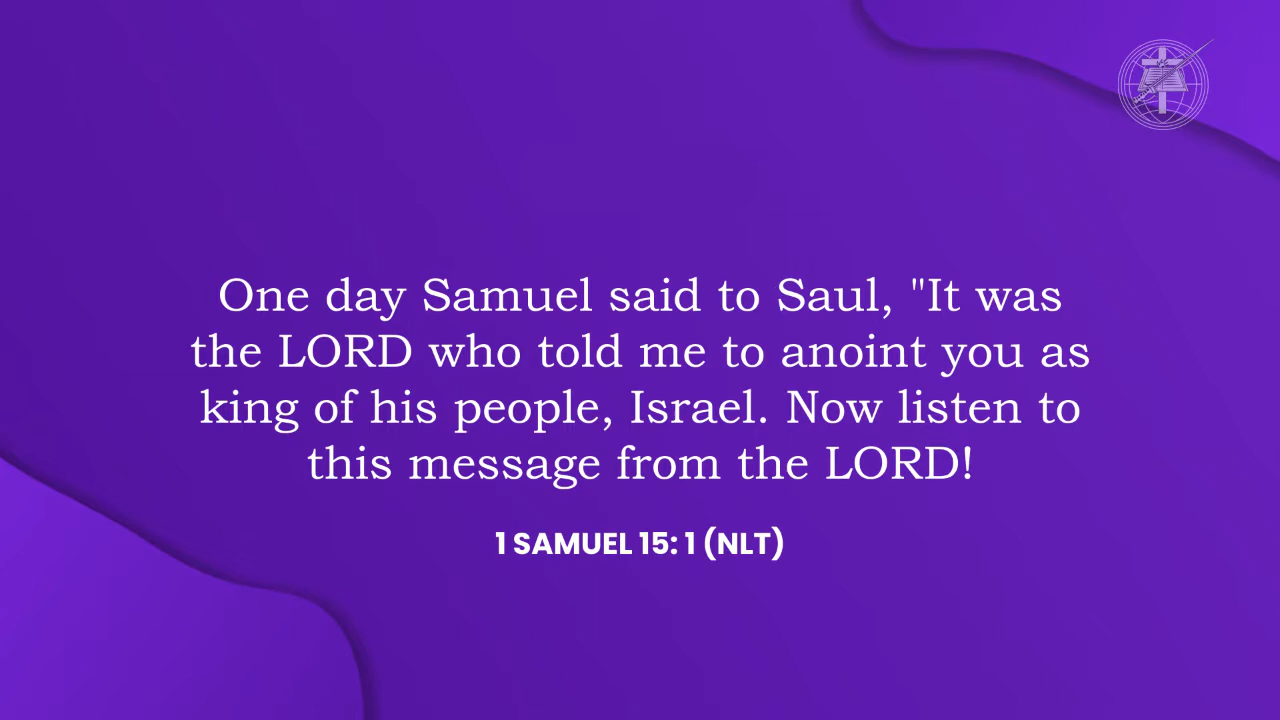 One day Samuel said to Saul, "It was
the LORD who told me to anoint you as
king of his people, Israel. Now listen to
this message from the LORD!
1 SAMUEL 15: 1 (NLT)